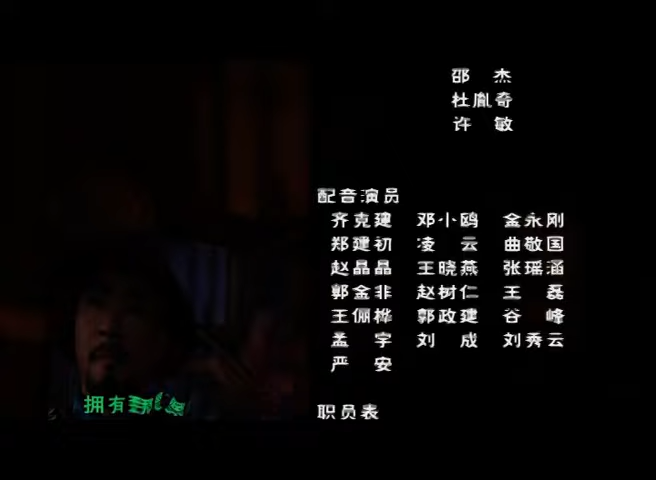 邵 杰
杜胤奇
许 敏
配音演员
齐克建 邓小鸥 金永刚
郑建初 凌 云 曲敬国
赵晶晶 王晓燕 张瑶涵
郭金非 赵树仁 王 磊
王俪桦 郭政建 谷 峰
孟 宇 刘 成 刘秀云
严 安
职员表
拥有